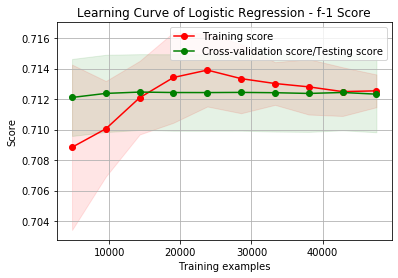 Learning Curve of Logistic Regression - f-1 Score
Training score
Cross-validation score/Testing score
0.716
0.714
0.712
0.710
0.708
0.706
0.704
Score
10000 20000 30000 40000
Training examples